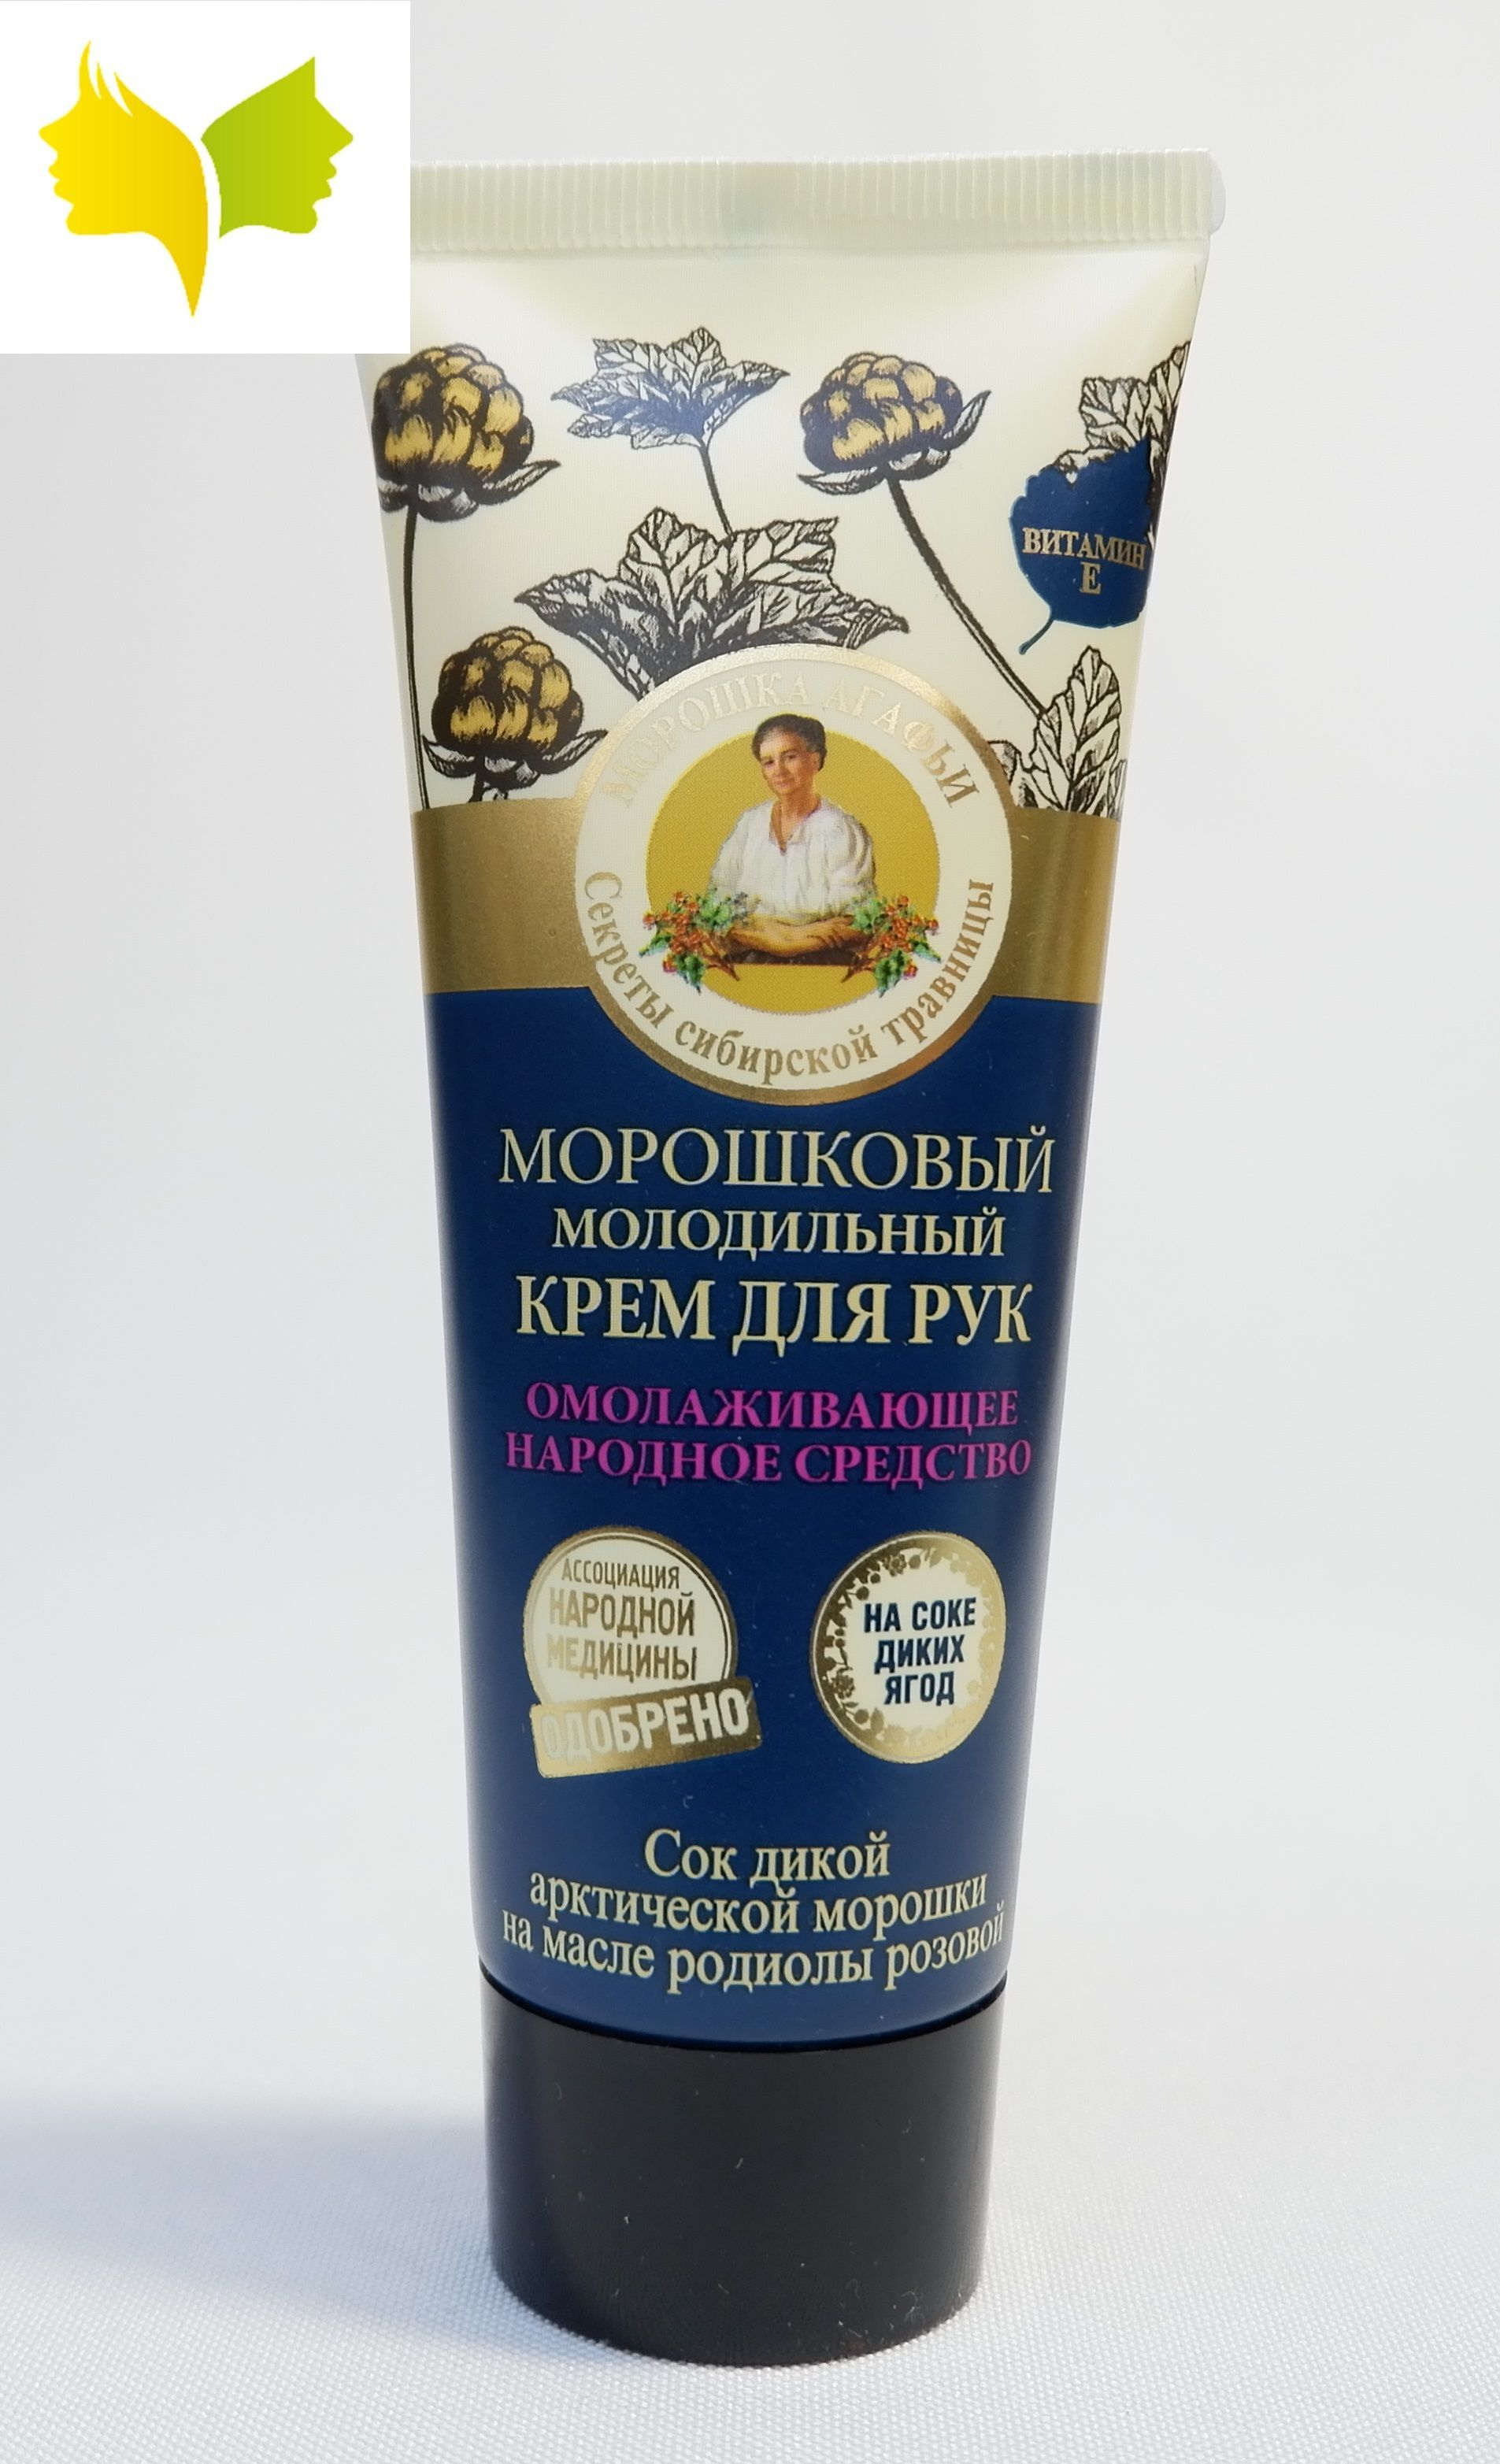 ВИТАМИН
Е
МОРОШКА АГАФЬИ
Секреты сибирской травницы
МОРОШКОВЫЙ
МОЛОДИЛЬНЫЙ
КРЕМ ДЛЯ РУК
ОМОЛАЖИВАЮЩЕЕ
НАРОДНОЕ СРЕДСТВО
АССОЦИАЦИЯ
НАРОДНОЙ
МЕДИЦИНЫ
ОДОБРЕНО
НА СОКЕ
ДИКИХ
ЯГОД
Сок дикой
арктической морошки
на масле родиолы розовой